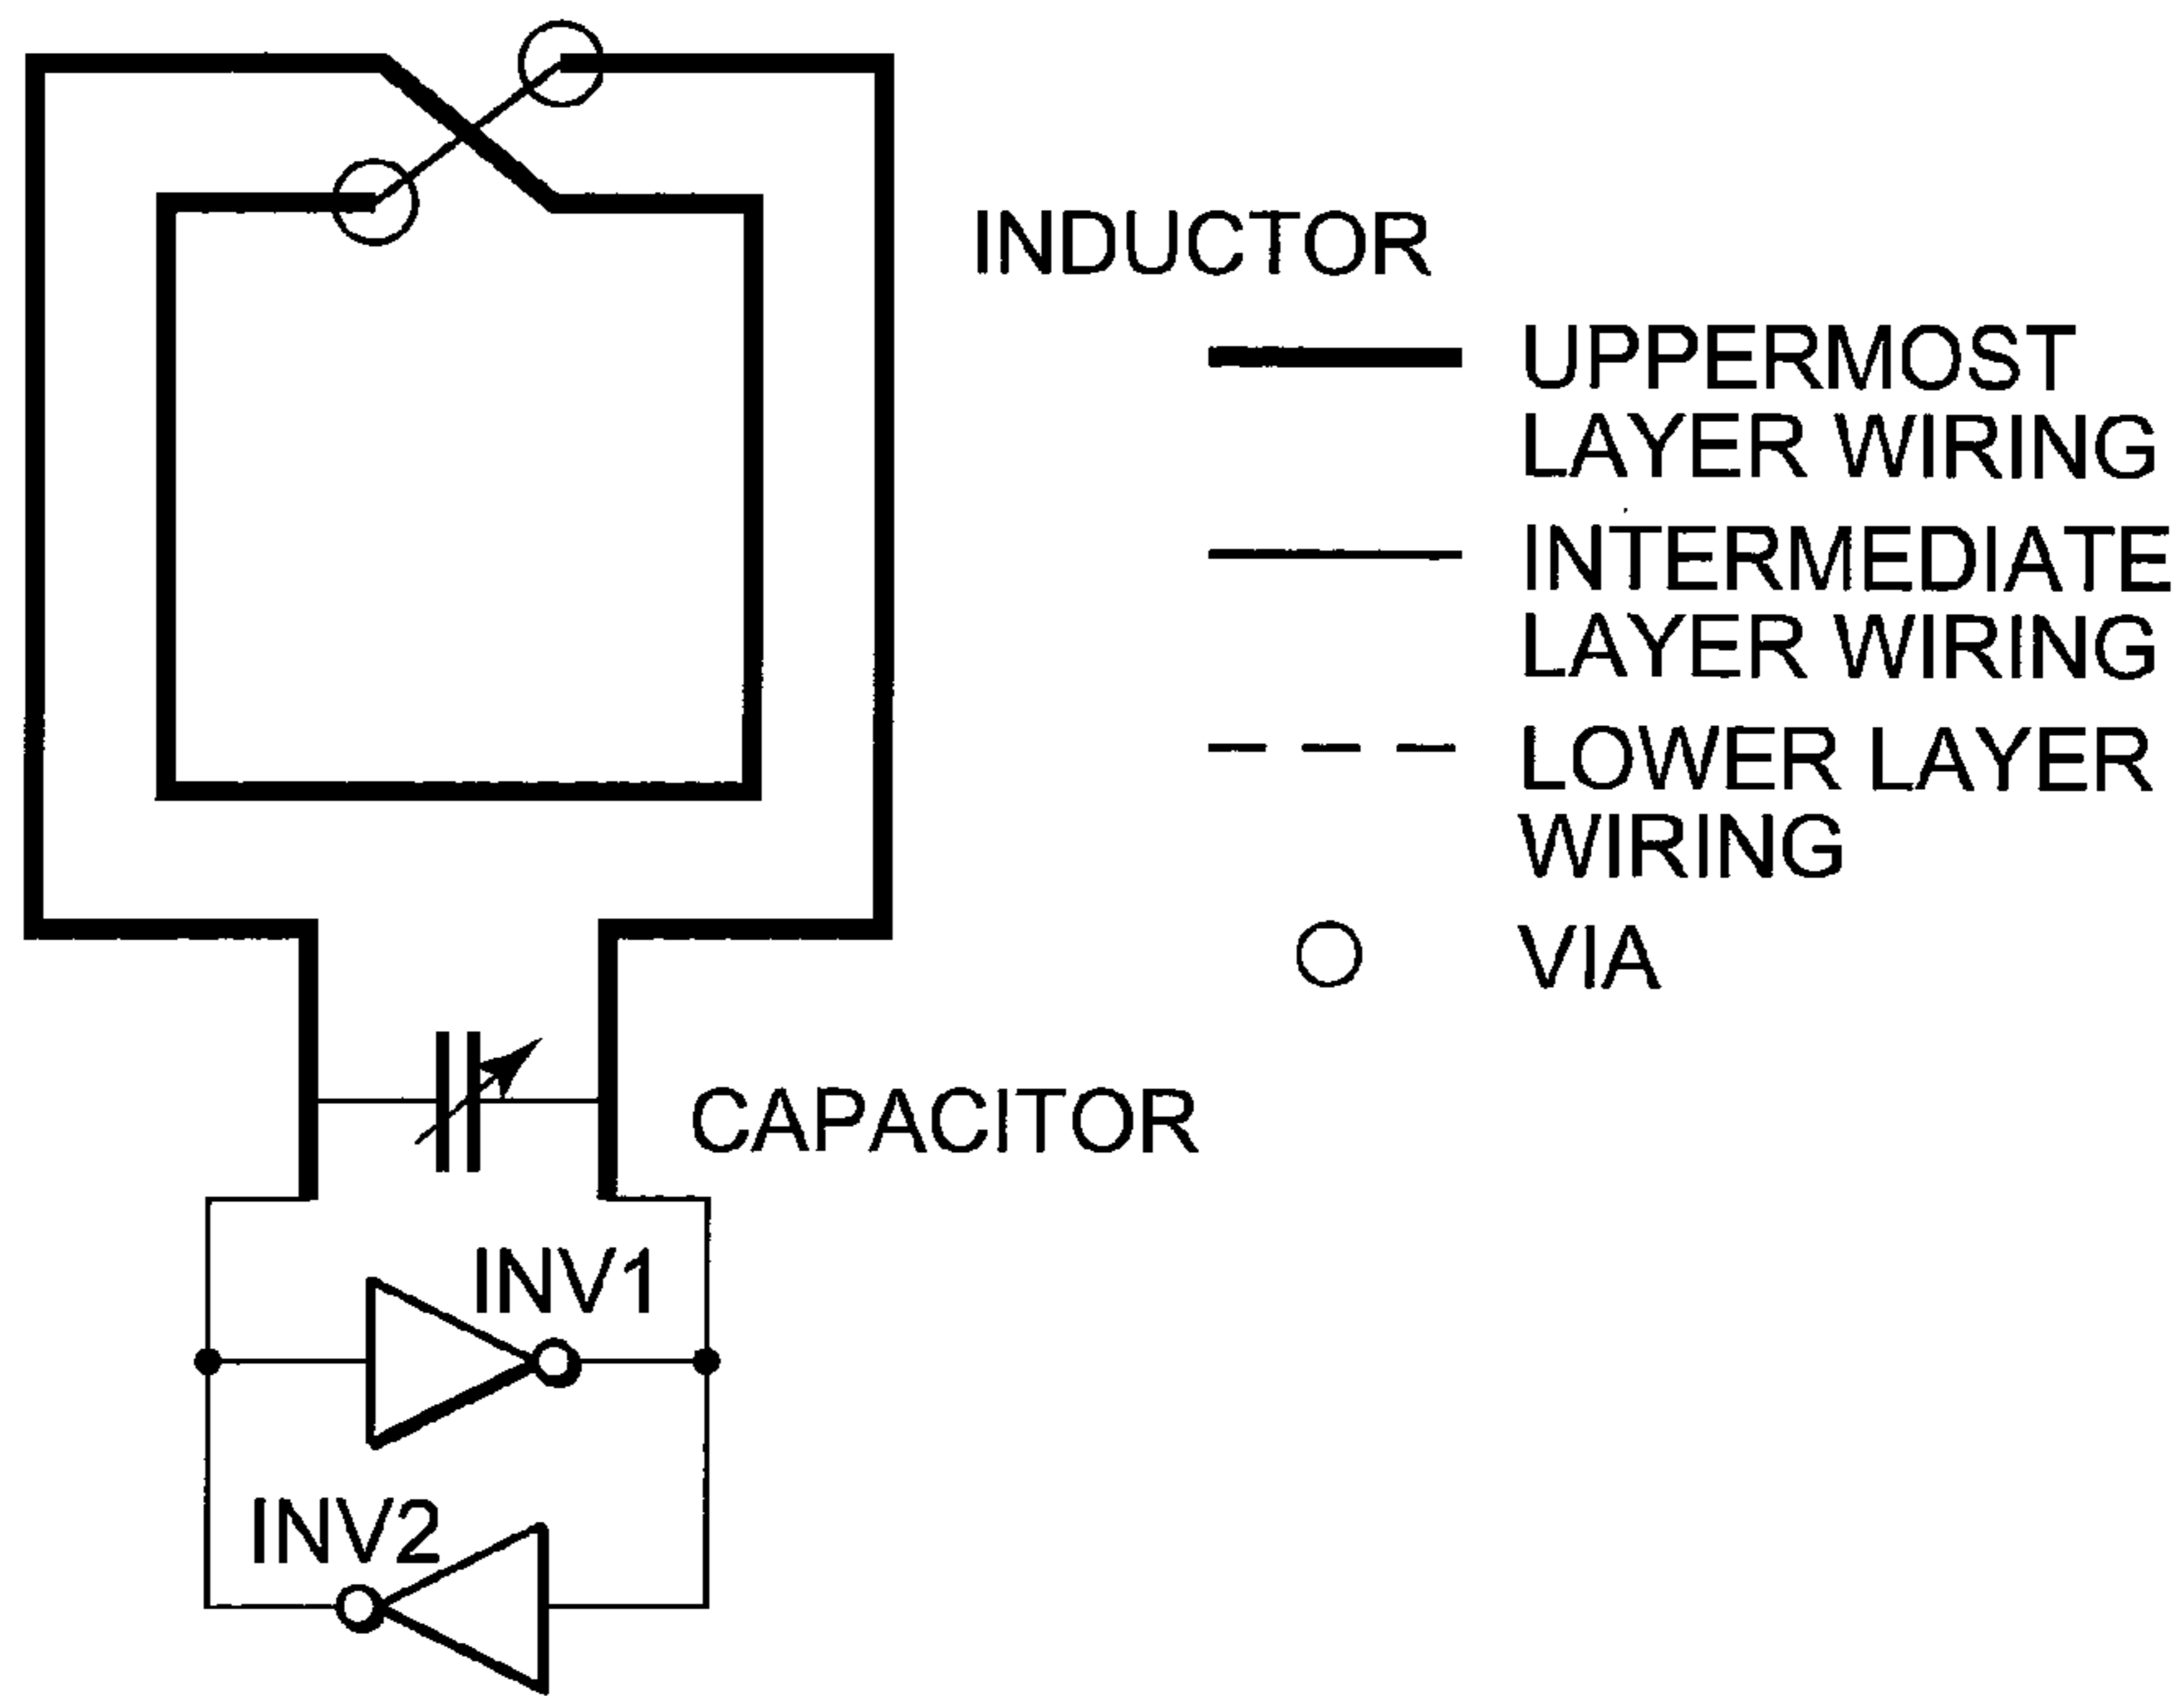 INDUCTOR
UPPERMOST
LAYER WIRING
INTERMEDIATE
LAYER WIRING
LOWER LAYER
WIRING
VIA
CAPACITOR
INV1
INV2